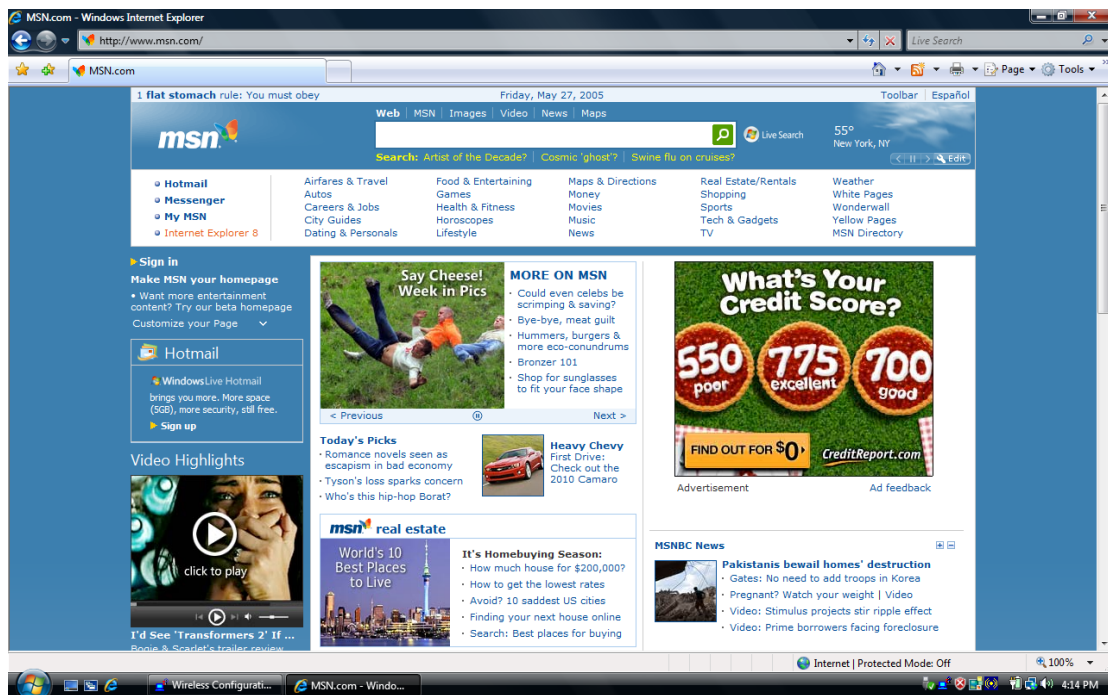 MSN.com - Windows Internet Explorer
http://www.msn.com/
Live Search
MSN.com
Page
Tools
1 flat stomach rule: You must obey
Friday, May 27, 2005
Toolbar | Español
Web | MSN | Images | Video | News | Maps
msn
Live Search
55°
New York, NY
Edit
Search: Artist of the Decade? | Cosmic 'ghost'? | Swine flu on cruises?
Hotmail
Messenger
My MSN
Internet Explorer 8
Airfares & Travel
Autos
Careers & Jobs
City Guides
Dating & Personals
Food & Entertaining
Games
Health & Fitness
Horoscopes
Lifestyle
Maps & Directions
Money
Movies
Music
News
Real Estate/Rentals
Shopping
Sports
Tech & Gadgets
TV
Weather
White Pages
Wonderwall
Yellow Pages
MSN Directory
Sign in
Make MSN your homepage
• Want more entertainment
content? Try our beta homepage
Customize your Page
Hotmail
WindowsLive Hotmail
brings you more. More space
(5GB), more security, still free.
Sign up
Video Highlights
click to play
I'd See 'Transformers 2' If ...
Bogie & Scarlet's trailer review
Say Cheese!
Week in Pics
< Previous
Next >
MORE ON MSN
· Could even celebs be
scrimping & saving?
· Bye-bye, meat guilt
· Hummers, burgers &
more eco-conundrums
· Bronzer 101
· Shop for sunglasses
to fit your face shape
Today's Picks
· Romance novels seen as
escapism in bad economy
· Tyson's loss sparks concern
· Who's this hip-hop Borat?
Heavy Chevy
First Drive:
Check out the
2010 Camaro
msn real estate
World's 10
Best Places
to Live
It's Homebuying Season:
· How much house for $200,000?
· How to get the lowest rates
· Avoid? 10 saddest US cities
· Finding your next house online
· Search: Best places for buying
What's Your
Credit Score?
550
poor
775
excellent
700
good
FIND OUT FOR $0
CreditReport.com
Advertisement
Ad feedback
MSNBC News
Pakistanis bewail homes' destruction
· Gates: No need to add troops in Korea
· Pregnant? Watch your weight | Video
· Video: Stimulus projects stir ripple effect
· Video: Prime borrowers facing foreclosure
Internet | Protected Mode: Off
100%
Wireless Configurati...
MSN.com - Windo...
4:14 PM